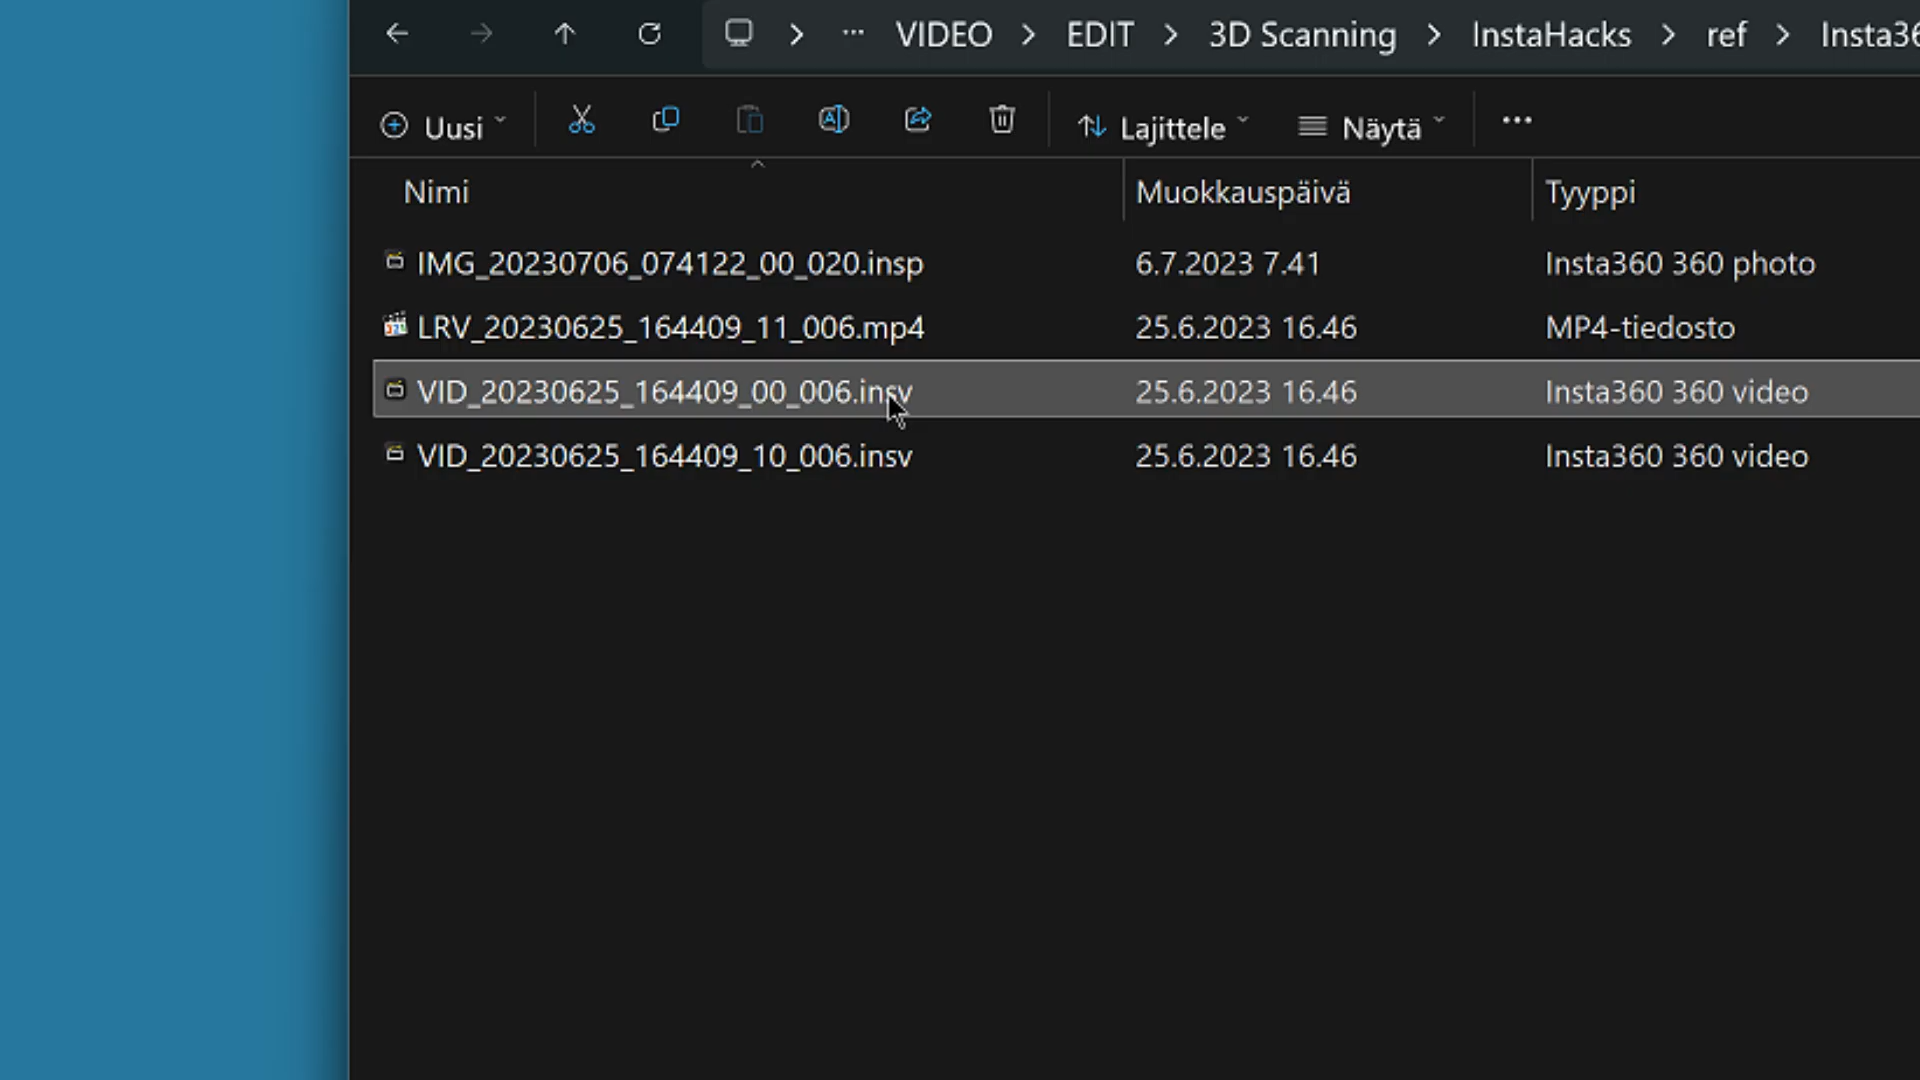 VIDEO > EDIT > 3D Scanning > InstaHacks > ref > Insta36
Uusi Lajittele Näytä
Nimi Muokkauspäivä Tyyppi
IMG_20230706_074122_00_020.insp 6.7.2023 7.41 Insta360 360 photo
LRV_20230625_164409_11_006.mp4 25.6.2023 16.46 MP4-tiedosto
VID_20230625_164409_00_006.insv 25.6.2023 16.46 Insta360 360 video
VID_20230625_164409_10_006.insv 25.6.2023 16.46 Insta360 360 video